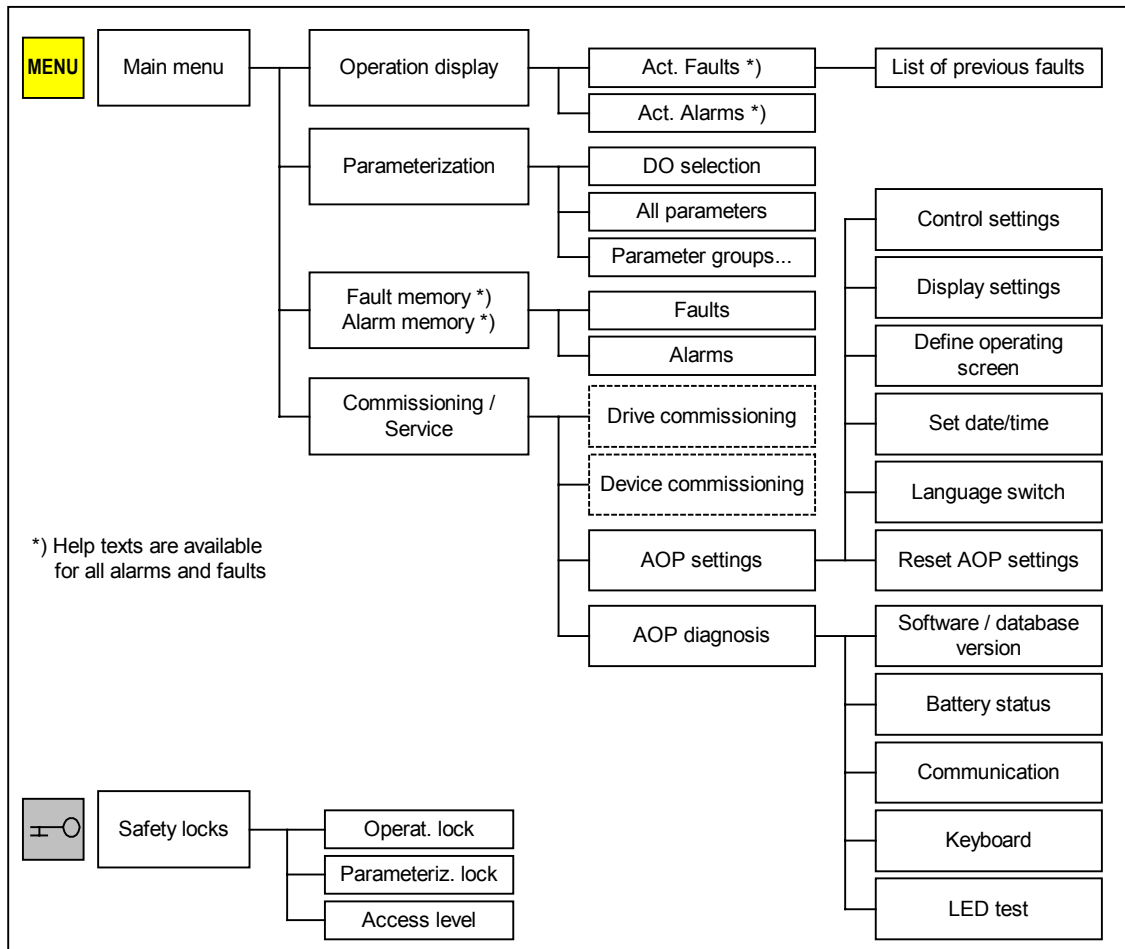 MENU
Main menu
Operation display
Act. Faults *)
List of previous faults
Act. Alarms *)
Parameterization
DO selection
All parameters
Parameter groups...
Fault memory *)
Alarm memory *)
Faults
Alarms
Commissioning /
Service
Drive commissioning
Device commissioning
AOP settings
Control settings
Display settings
Define operating
screen
Set date/time
Language switch
Reset AOP settings
AOP diagnosis
Software / database
version
Battery status
Communication
Keyboard
LED test
*) Help texts are available
for all alarms and faults
Safety locks
Operat. lock
Parameteriz. lock
Access level